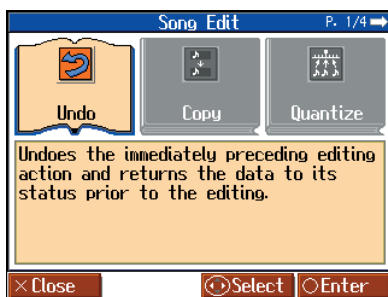 Song Edit P. 1/4
Undo Copy Quantize
Undoes the immediately preceding editing
action and returns the data to its
status prior to the editing.
×Close Select ○Enter